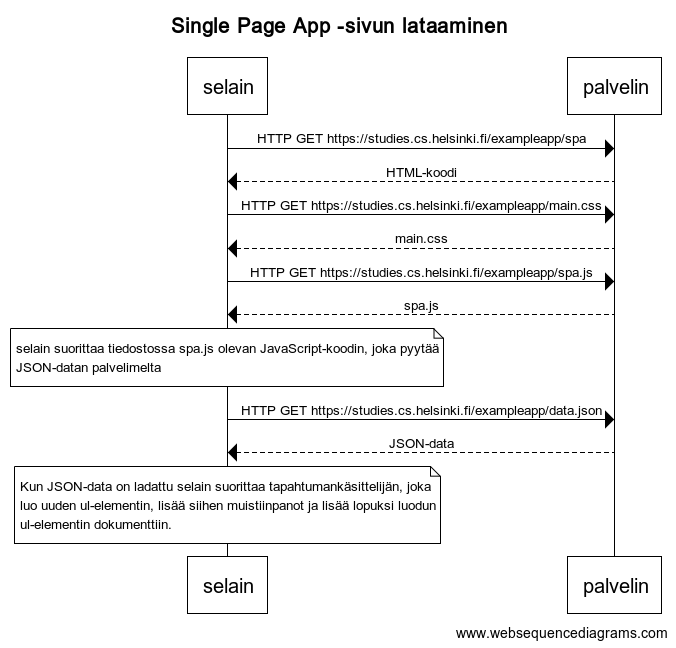 Single Page App -sivun lataaminen
selain
palvelin
HTTP GET https://studies.cs.helsinki.fi/exampleapp/spa
HTML-koodi
HTTP GET https://studies.cs.helsinki.fi/exampleapp/main.css
main.css
HTTP GET https://studies.cs.helsinki.fi/exampleapp/spa.js
spa.js
selain suorittaa tiedostossa spa.js olevan JavaScript-koodin, joka pyytää
JSON-datan palvelimelta
HTTP GET https://studies.cs.helsinki.fi/exampleapp/data.json
JSON-data
Kun JSON-data on ladattu selain suorittaa tapahtumankäsittelijän, joka
luo uuden ul-elementin, lisää siihen muistiinpanot ja lisää lopuksi luodun
ul-elementin dokumenttiin.
selain
palvelin
www.websequencediagrams.com